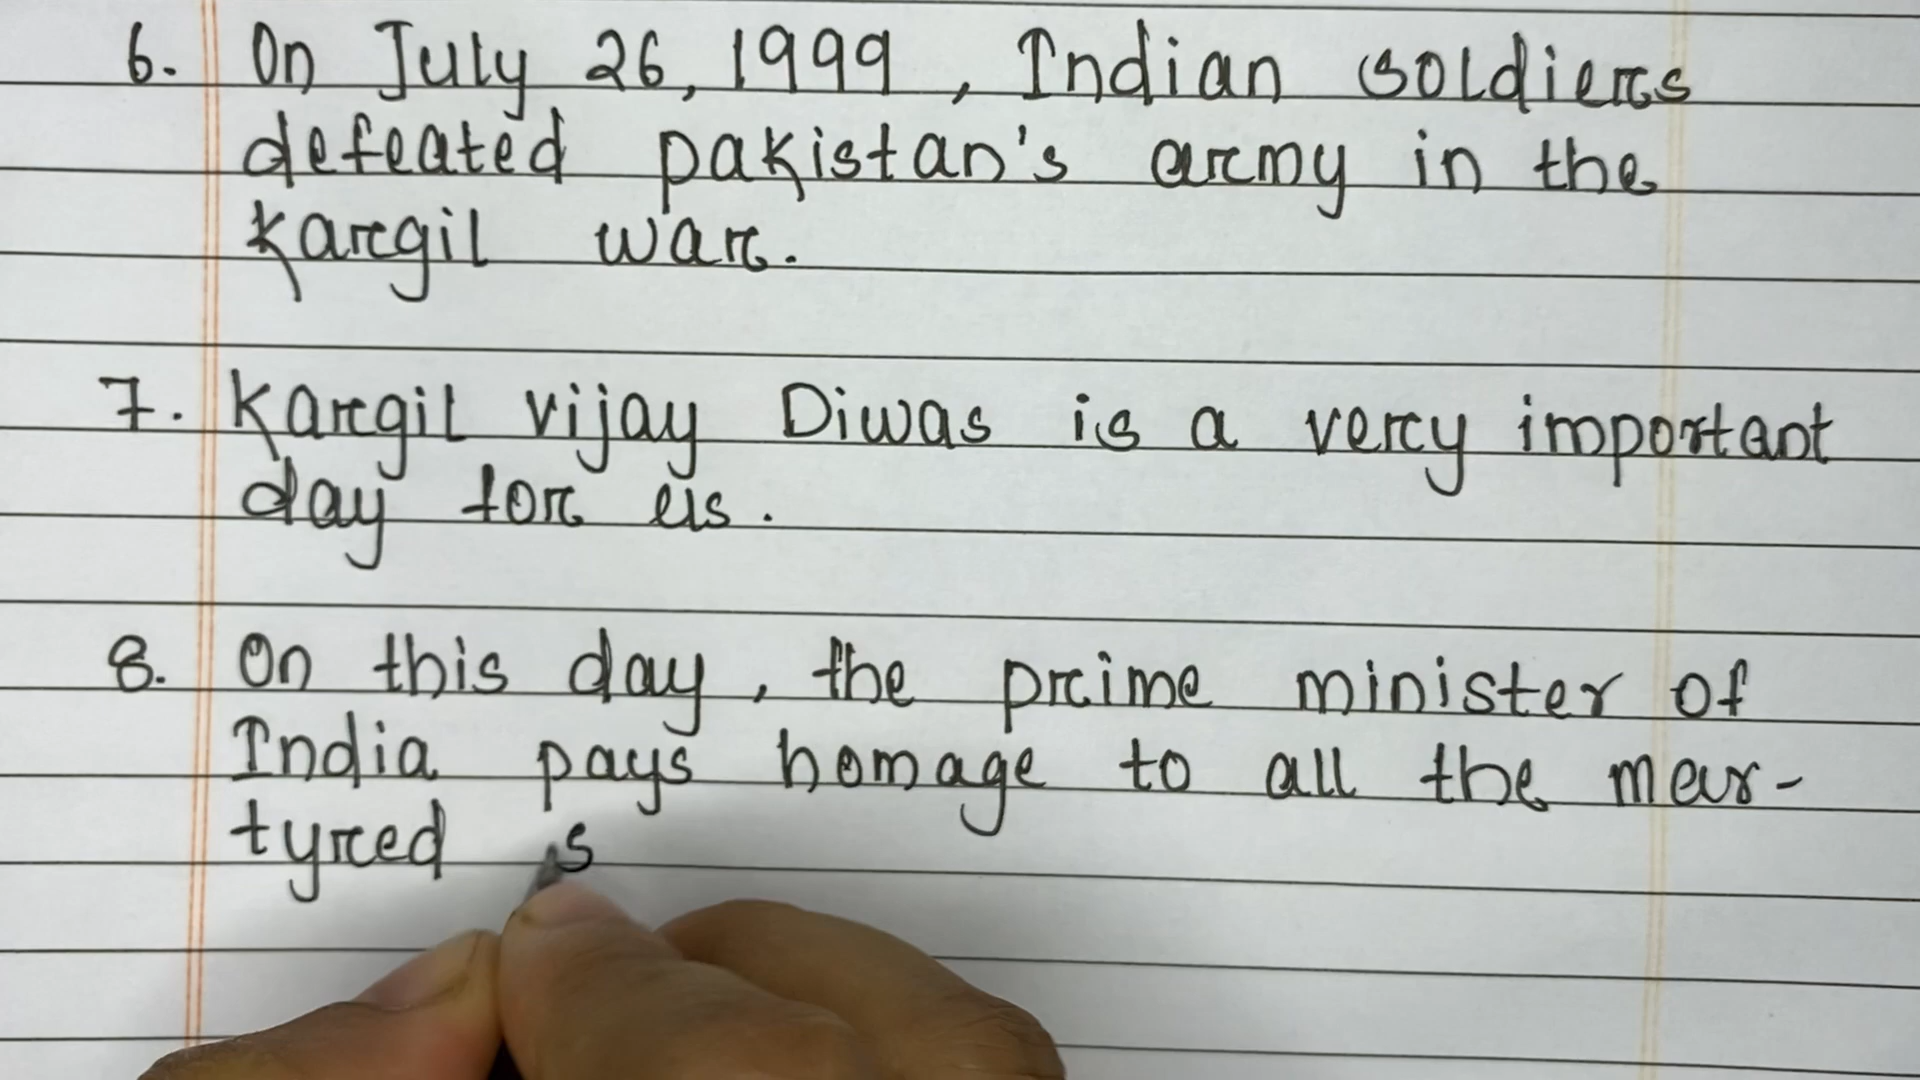 6. On July 26, 1999, Indian soldiers
defeated pakistan's army in the
Kargil war.
7. Kargil vijay Diwas is a very important
day for us.
8. On this day, the prime minister of
India pays homage to all the mar-
tyred s